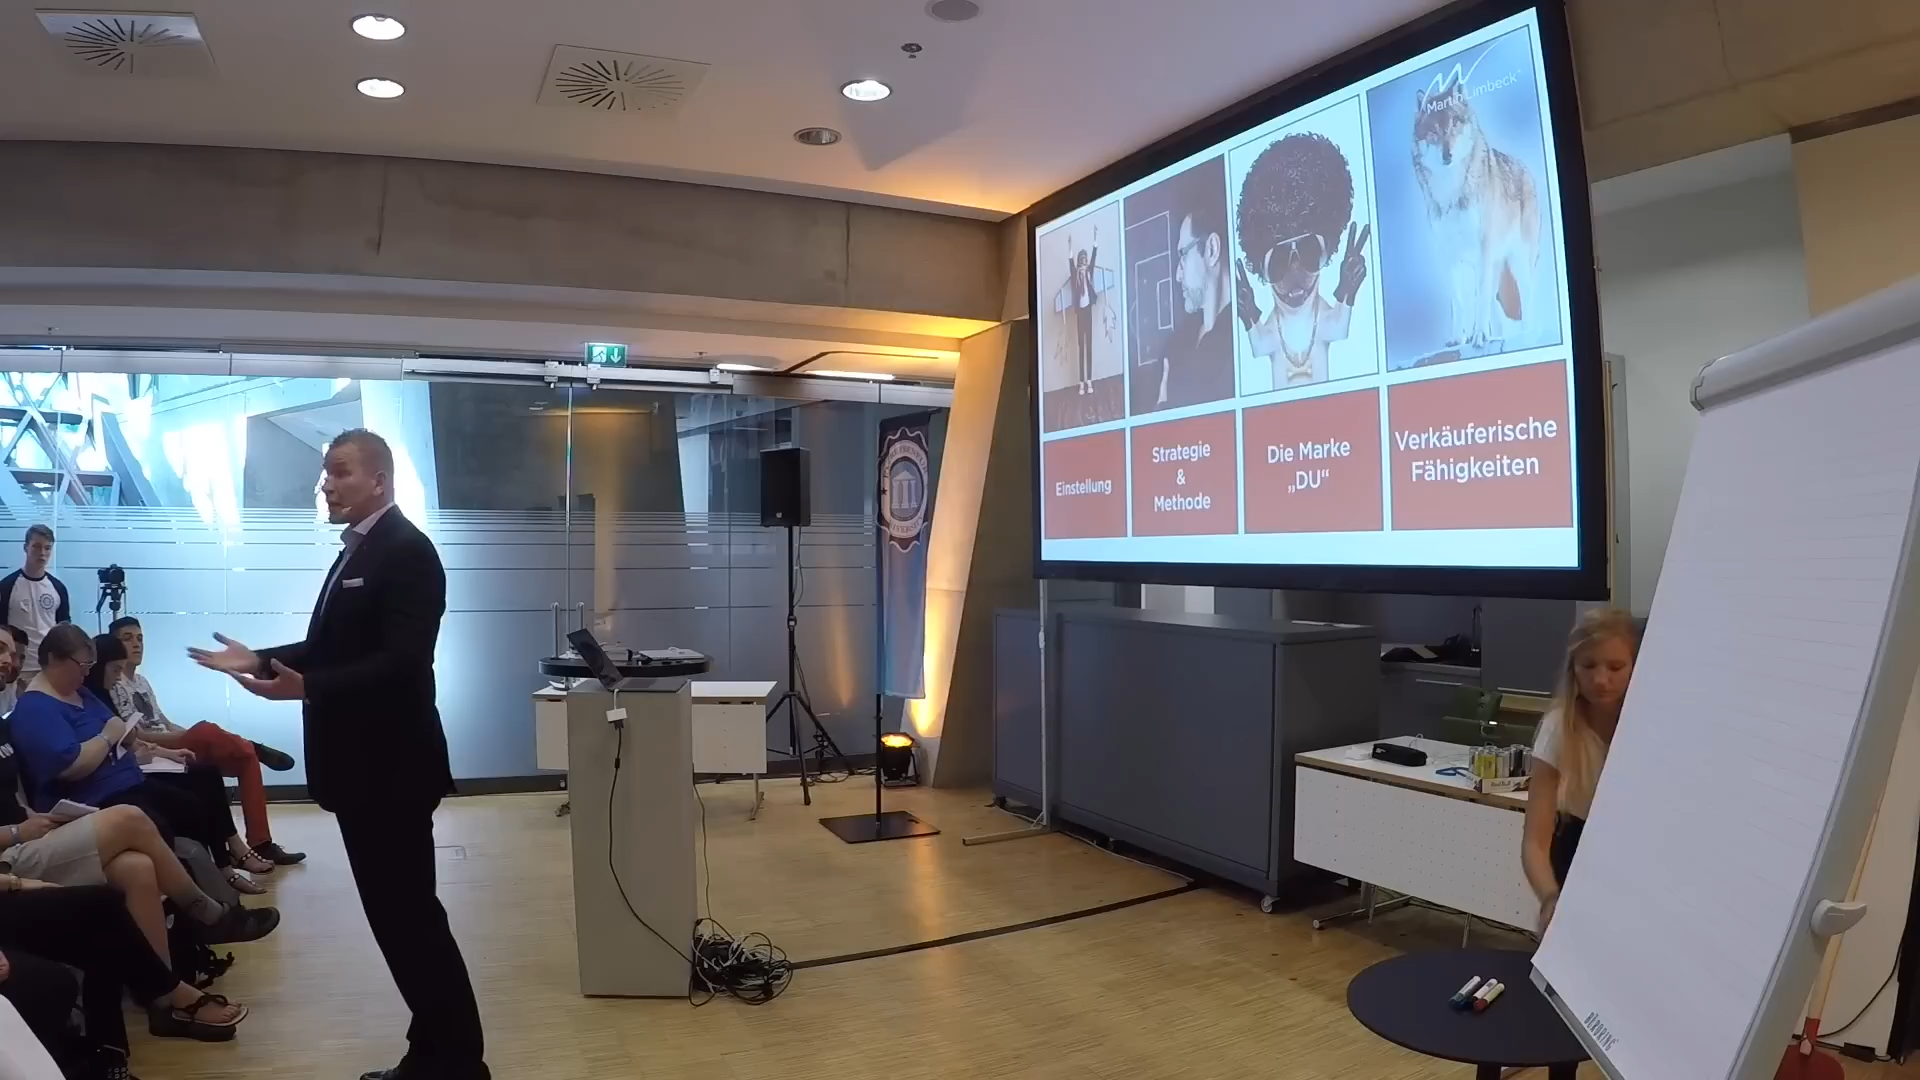 Martin Limbeck
Einstellung
Strategie
&
Methode
Die Marke
„DU“
Verkäuferische
Fähigkeiten